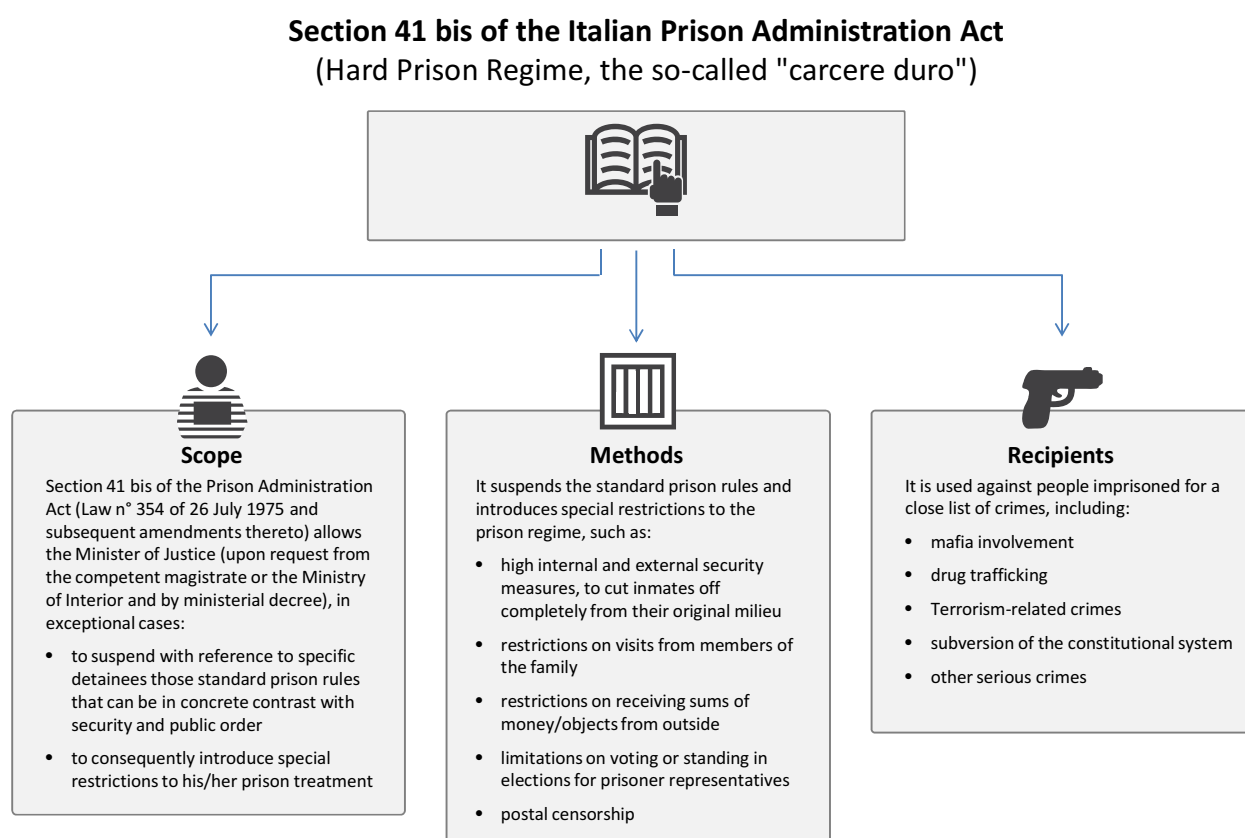 Section 41 bis of the Italian Prison Administration Act
(Hard Prison Regime, the so-called "carcere duro")
Scope
Section 41 bis of the Prison Administration
Act (Law n° 354 of 26 July 1975 and
subsequent amendments thereto) allows
the Minister of Justice (upon request from
the competent magistrate or the Ministry
of Interior and by ministerial decree), in
exceptional cases:
• to suspend with reference to specific
detainees those standard prison rules
that can be in concrete contrast with
security and public order
• to consequently introduce special
restrictions to his/her prison treatment
Methods
It suspends the standard prison rules and
introduces special restrictions to the
prison regime, such as:
• high internal and external security
measures, to cut inmates off
completely from their original milieu
• restrictions on visits from members of
the family
• restrictions on receiving sums of
money/objects from outside
• limitations on voting or standing in
elections for prisoner representatives
• postal censorship
Recipients
It is used against people imprisoned for a
close list of crimes, including:
• mafia involvement
• drug trafficking
• Terrorism-related crimes
• subversion of the constitutional system
• other serious crimes